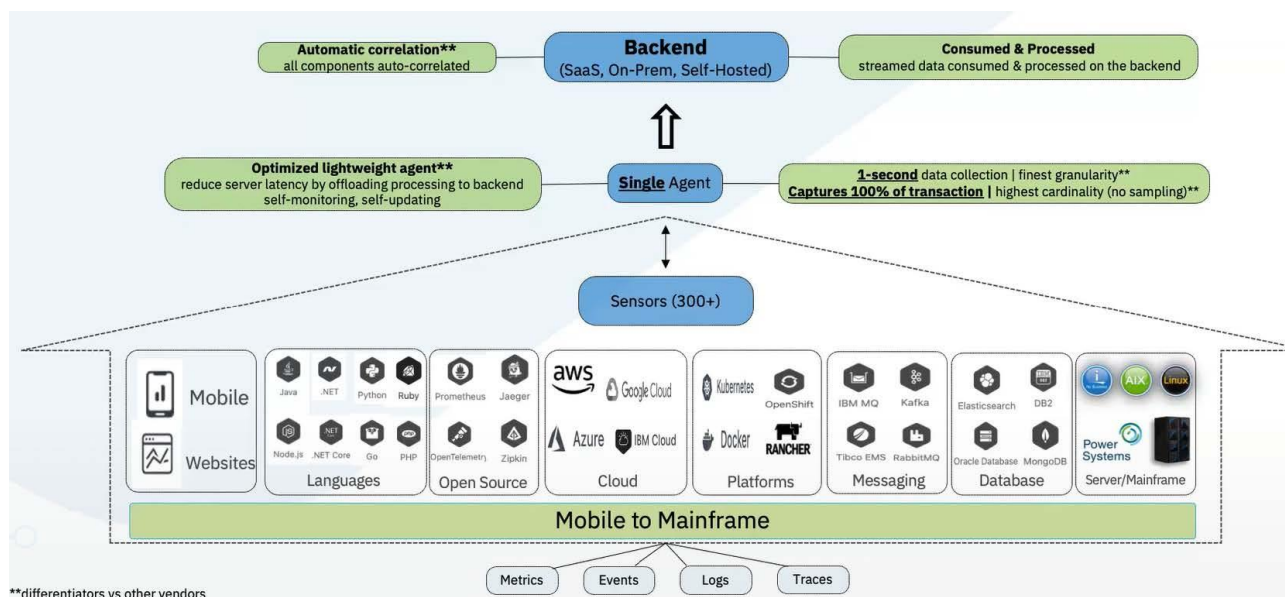 Backend
(SaaS, On-Prem, Self-Hosted)
Automatic correlation**
all components auto-correlated
Consumed & Processed
streamed data consumed & processed on the backend
Optimized lightweight agent**
reduce server latency by offloading processing to backend
self-monitoring, self-updating
Single Agent
1-second data collection | finest granularity**
Captures 100% of transaction | highest cardinality (no sampling)**
Sensors (300+)
Mobile
Websites
Java
.NET
Python
Ruby
Node.js
.NET Core
Go
PHP
Languages
Prometheus
Jaeger
OpenTelemetry
Zipkin
Open Source
aws
Google Cloud
Azure
IBM Cloud
Cloud
Kubernetes
OpenShift
Docker
RANCHER
Platforms
IBM MQ
Kafka
Tibco EMS
RabbitMQ
Messaging
Elasticsearch
DB2
Oracle Database
MongoDB
Database
i
AIX
Linux
Power
Systems
Server/Mainframe
Mobile to Mainframe
Metrics
Events
Logs
Traces
**differentiators vs other vendors